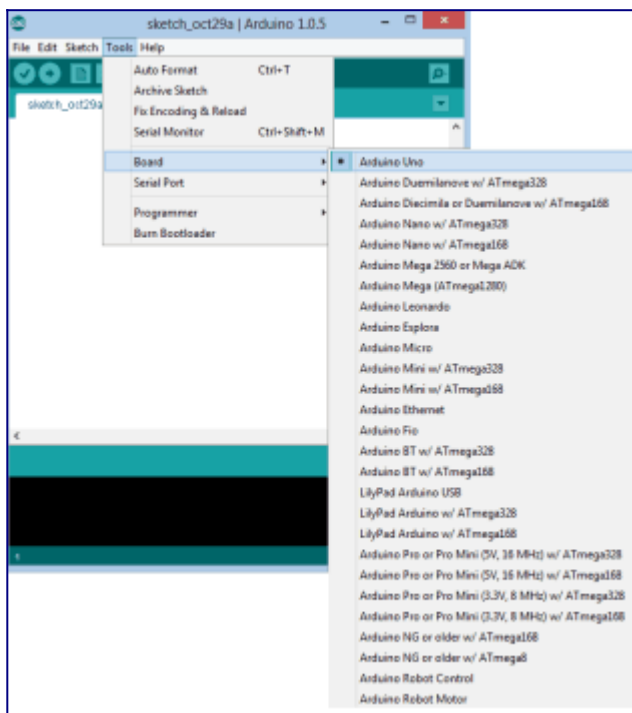 sketch_oct29a | Arduino 1.0.5
File Edit Sketch Tools Help
sketch_oct29a
Auto Format Ctrl+T
Archive Sketch
Fix Encoding & Reload
Serial Monitor Ctrl+Shift+M
Board
Serial Port
Programmer
Burn Bootloader
Arduino Uno
Arduino Duemilanove w/ ATmega328
Arduino Diecimila or Duemilanove w/ ATmega168
Arduino Nano w/ ATmega328
Arduino Nano w/ ATmega168
Arduino Mega 2560 or Mega ADK
Arduino Mega (ATmega1280)
Arduino Leonardo
Arduino Esplora
Arduino Micro
Arduino Mini w/ ATmega328
Arduino Mini w/ ATmega168
Arduino Ethernet
Arduino Fio
Arduino BT w/ ATmega328
Arduino BT w/ ATmega168
LilyPad Arduino USB
LilyPad Arduino w/ ATmega328
LilyPad Arduino w/ ATmega168
Arduino Pro or Pro Mini (5V, 16 MHz) w/ ATmega328
Arduino Pro or Pro Mini (5V, 16 MHz) w/ ATmega168
Arduino Pro or Pro Mini (3.3V, 8 MHz) w/ ATmega328
Arduino Pro or Pro Mini (3.3V, 8 MHz) w/ ATmega168
Arduino NG or older w/ ATmega168
Arduino NG or older w/ ATmega8
Arduino Robot Control
Arduino Robot Motor